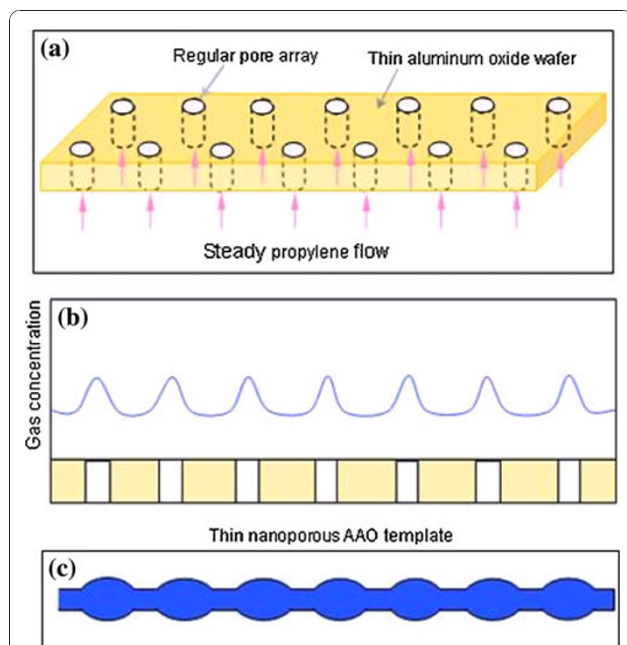 (a)
Regular pore array
Thin aluminum oxide wafer
Steady propylene flow
(b)
Gas concentration
Thin nanoporous AAO template
(c)